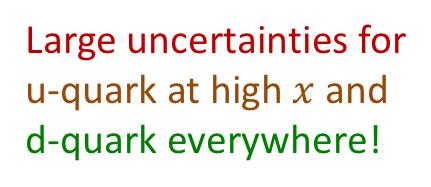 Large uncertainties for
u-quark at high 𝑥 and
d-quark everywhere!